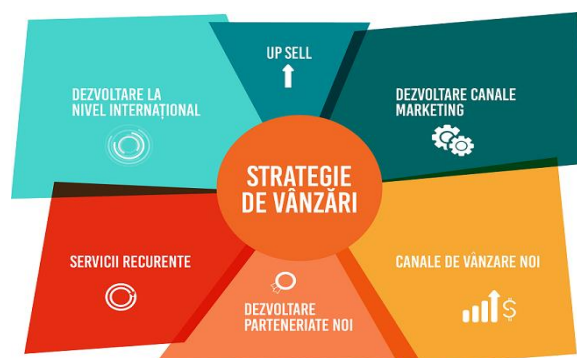 UP SELL
DEZVOLTARE LA
NIVEL INTERNAȚIONAL
DEZVOLTARE CANALE
MARKETING
STRATEGIE
DE VÂNZĂRI
SERVICII RECURENTE
CANALE DE VÂNZARE NOI
$
DEZVOLTARE
PARTENERIATE NOI